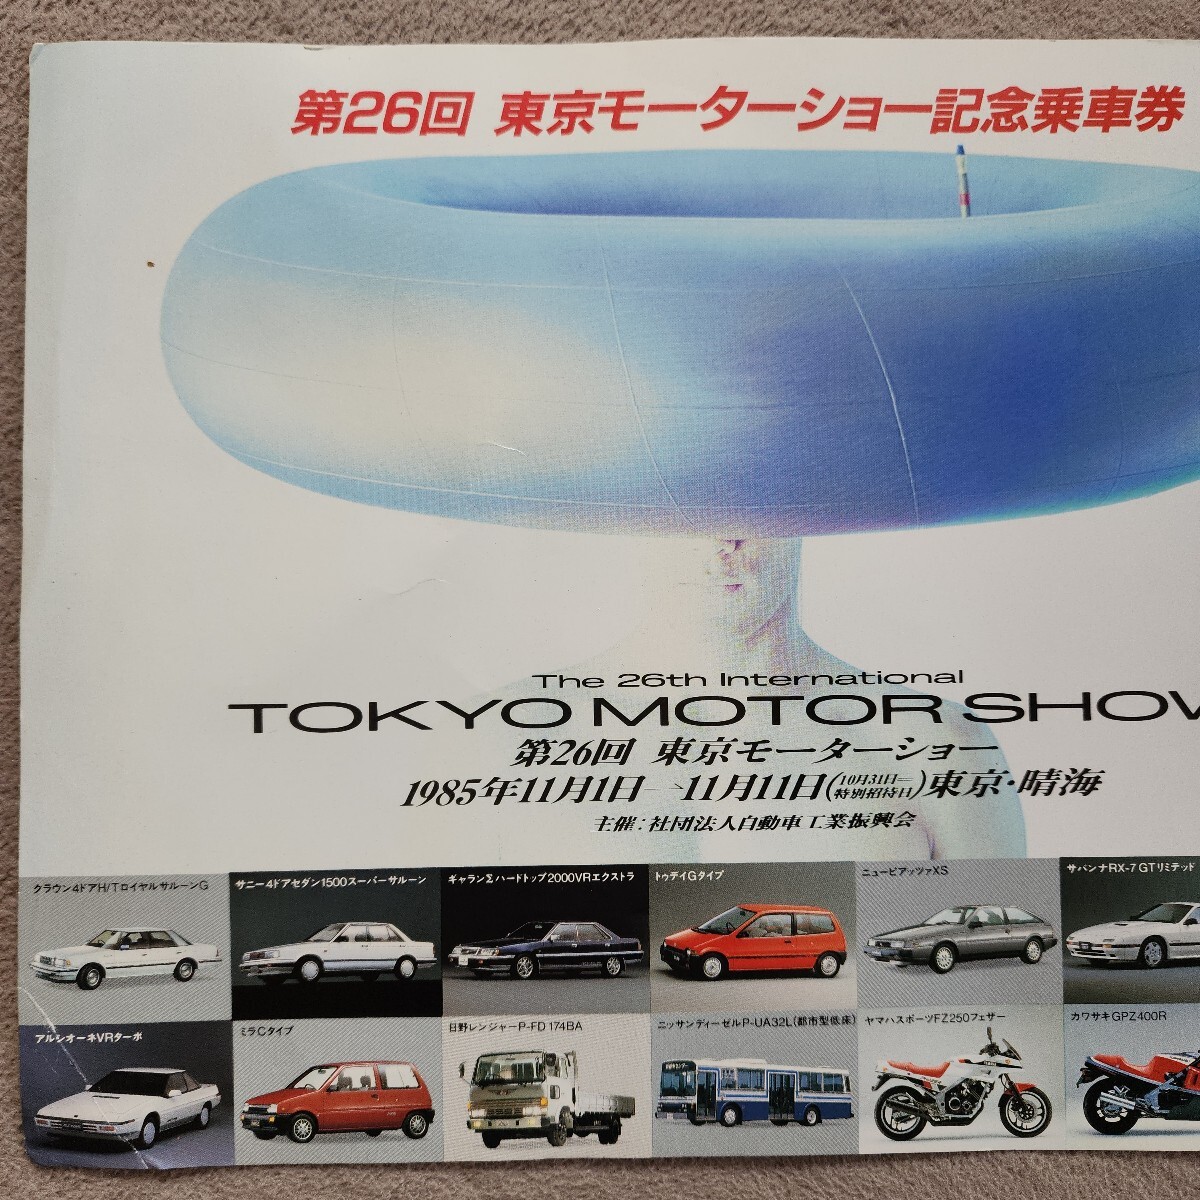 第26回 東京モーターショー記念乗車券
The 26th International
TOKYO MOTOR SHOW
第26回 東京モーターショー
1985年11月1日→11月11日(10月31日=特別招待日)東京・晴海
主催:社団法人自動車工業振興会
クラウン4ドアH/TロイヤルサルーンG
サニー4ドアセダン1500スーパーサルーン
ギャランΣハードトップ2000VRエクストラ
トゥデイGタイプ
ニューピアッツァXS
サバンナRX-7 GTリミテッド
アルシオーネVRターボ
ミラCタイプ
日野レンジャーP-FD174BA
ニッサンディーゼルP-UA32L(都市型低床)
ヤマハスポーツFZ250フェザー
カワサキGPZ400R